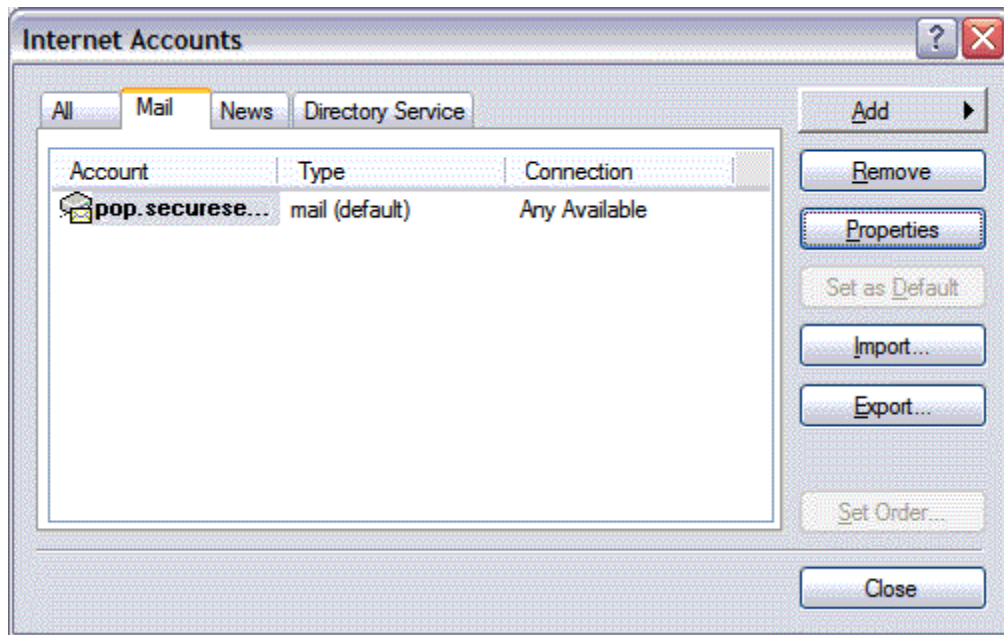 Internet Accounts
?
All Mail News Directory Service
Add
Account Type Connection
Remove
pop.securese... mail (default) Any Available
Properties
Set as Default
Import...
Export...
Set Order...
Close